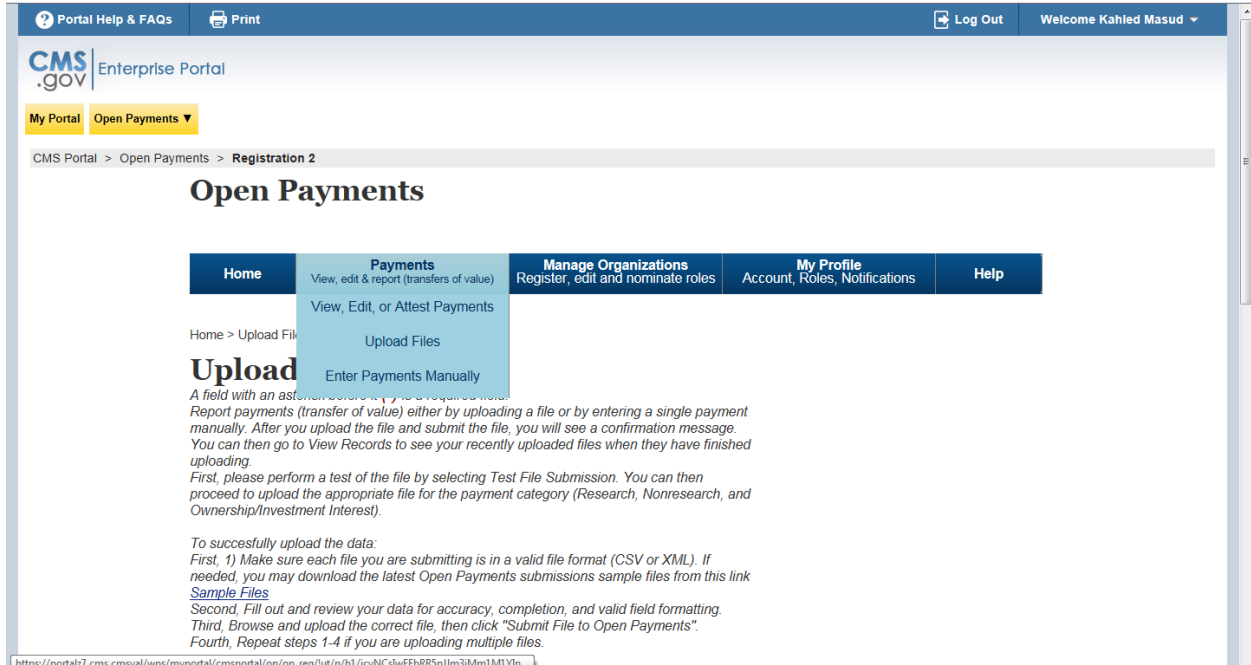 Portal Help & FAQs Print Log Out Welcome Kahled Masud
CMS
.gov Enterprise Portal
My Portal Open Payments ▼
CMS Portal > Open Payments > Registration 2
Open Payments
Home
Payments
View, edit & report (transfers of value)
Manage Organizations
Register, edit and nominate roles
My Profile
Account, Roles, Notifications
Help
View, Edit, or Attest Payments
Upload Files
Enter Payments Manually
Home > Upload
Upload
A field with an
Report payments (transfer of value) either by uploading a file or by entering a single payment
manually. After you upload the file and submit the file, you will see a confirmation message.
You can then go to View Records to see your recently uploaded files when they have finished
uploading.
First, please perform a test of the file by selecting Test File Submission. You can then
proceed to upload the appropriate file for the payment category (Research, Nonresearch, and
Ownership/Investment Interest).
To succesfully upload the data:
First, 1) Make sure each file you are submitting is in a valid file format (CSV or XML). If
needed, you may download the latest Open Payments submissions sample files from this link
Sample Files
Second, Fill out and review your data for accuracy, completion, and valid field formatting.
Third, Browse and upload the correct file, then click "Submit File to Open Payments".
Fourth, Repeat steps 1-4 if you are uploading multiple files.